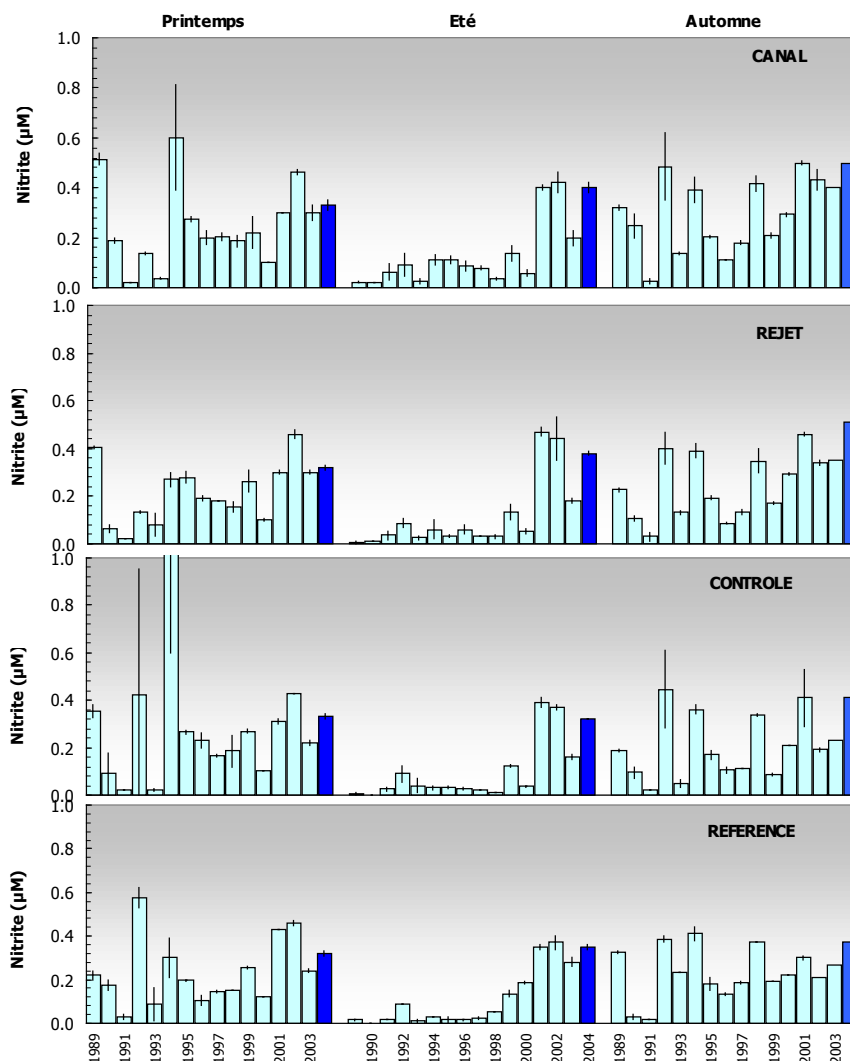 Printemps Eté Automne
1.0 CANAL
0.8
0.6
0.4
0.2
0.0
Nitrite (µM)
1.0 REJET
0.8
0.6
0.4
0.2
0.0
Nitrite (µM)
1.0 CONTROLE
0.8
0.6
0.4
0.2
0.0
Nitrite (µM)
1.0 REFERENCE
0.8
0.6
0.4
0.2
0.0
Nitrite (µM)
1989 1991 1993 1995 1997 1999 2001 2003 1990 1992 1994 1996 1998 2000 2002 2004 1989 1991 1993 1995 1997 1999 2001 2003